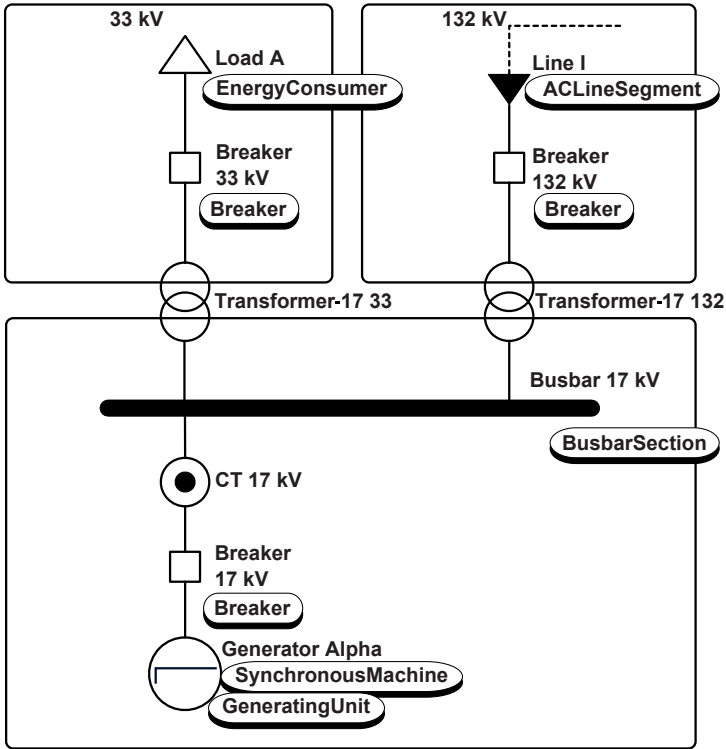 33 kV
Load A
EnergyConsumer
Breaker
33 kV
Breaker
132 kV
Line I
ACLineSegment
Breaker
132 kV
Breaker
Transformer-17 33
Transformer-17 132
Busbar 17 kV
BusbarSection
CT 17 kV
Breaker
17 kV
Breaker
Generator Alpha
SynchronousMachine
GeneratingUnit